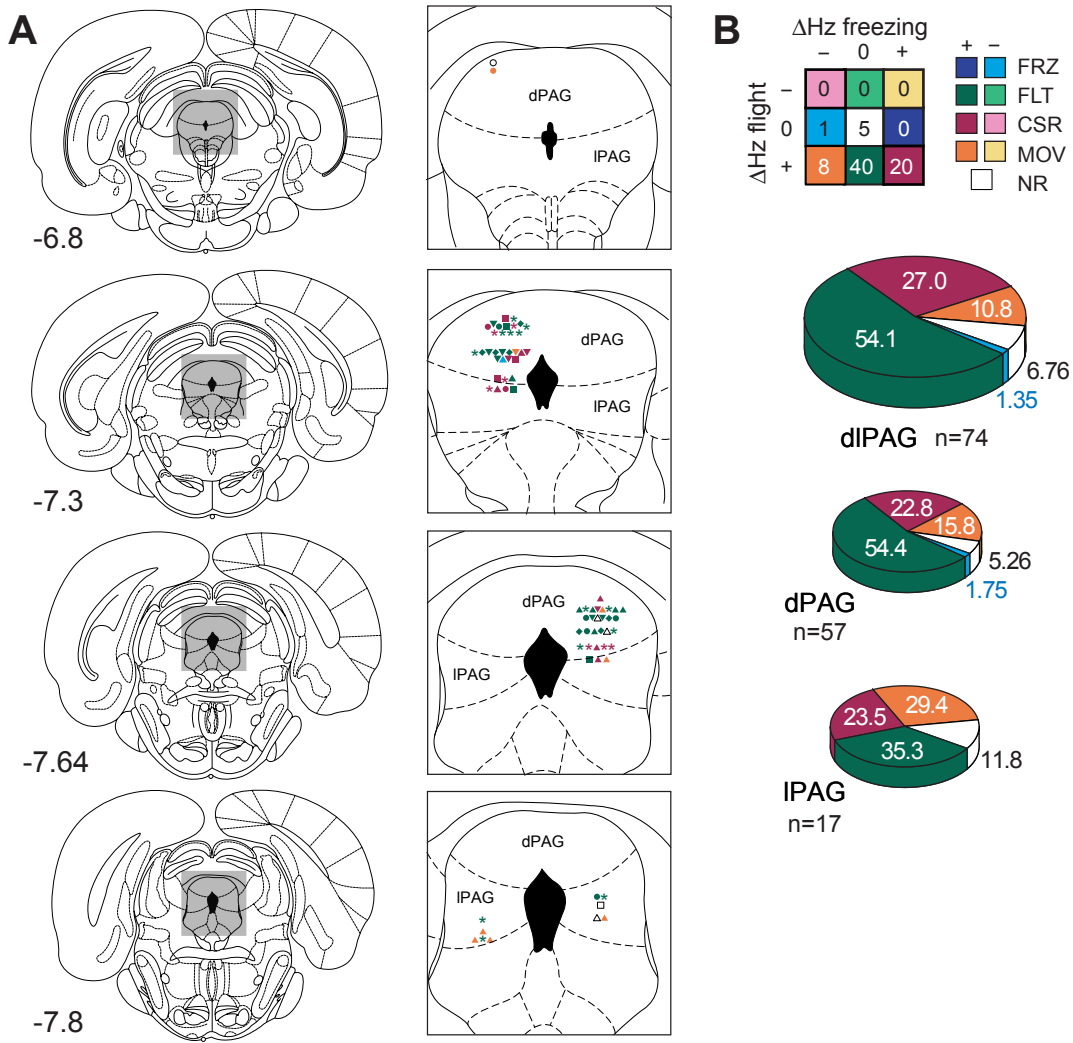 A
-6.8
dPAG
lPAG
-7.3
dPAG
lPAG
-7.64
dPAG
lPAG
-7.8
dPAG
lPAG
B
ΔHz freezing
− 0 +
ΔHz flight
− 0 0 0
0 1 5 0
+ 8 40 20
+ −
FRZ
FLT
CSR
MOV
NR
27.0
10.8
54.1
6.76
1.35
dlPAG n=74
22.8
15.8
54.4
5.26
1.75
dPAG
n=57
29.4
23.5
35.3
11.8
lPAG
n=17